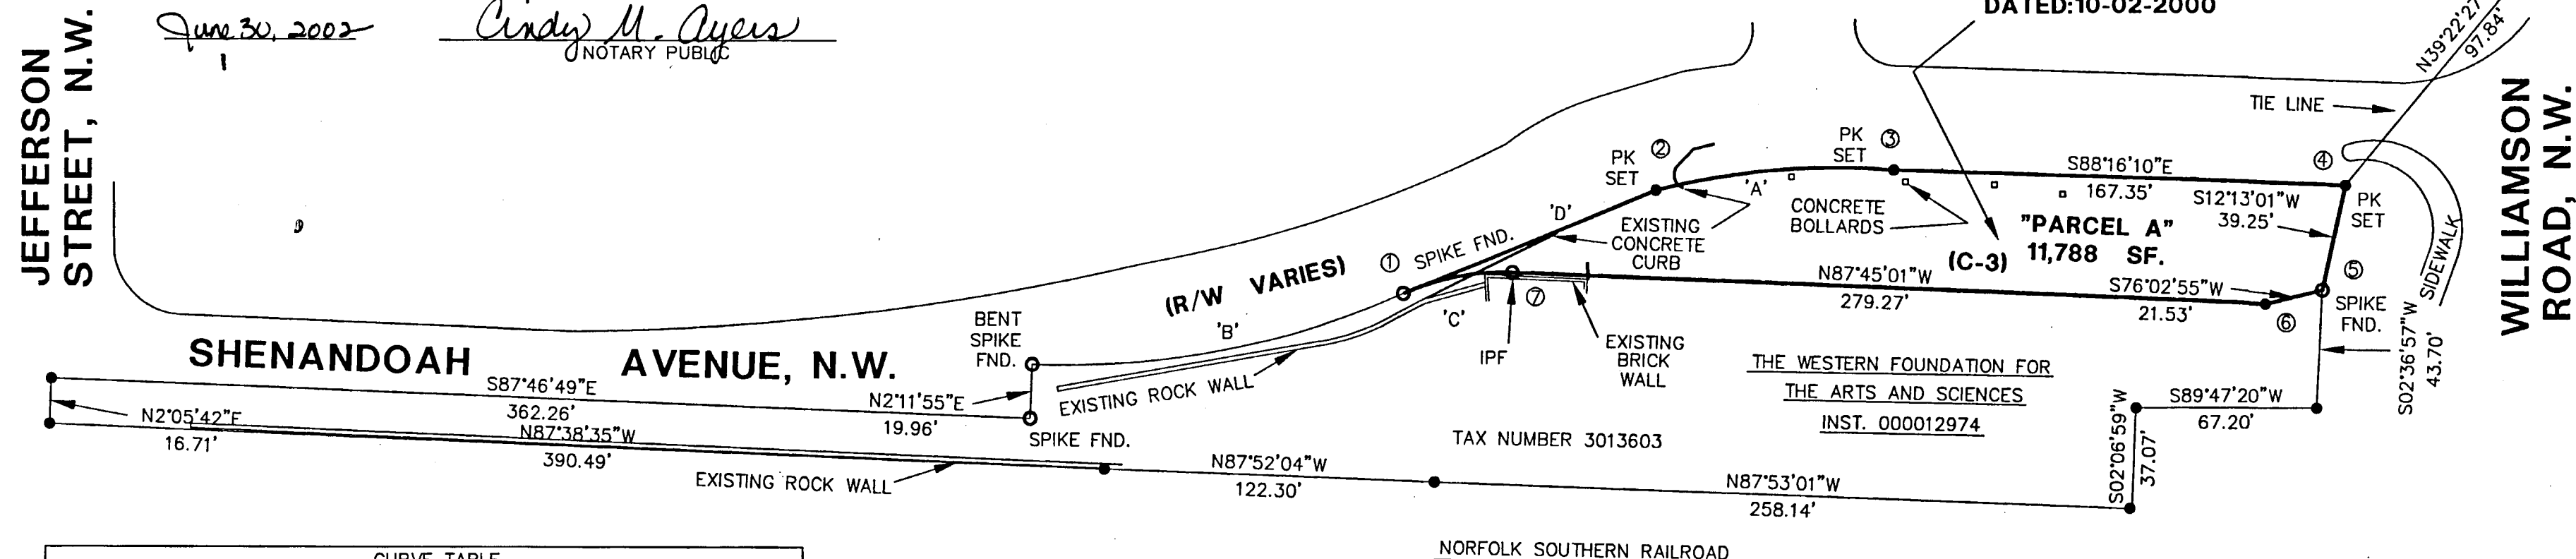 JEFFERSON
STREET, N.W.
June 30, 2002
Cindy M. Ayers
NOTARY PUBLIC
DATED:10-02-2000
N39°22'27
97.84'
TIE LINE
WILLIAMSON
ROAD, N.W.
SIDEWALK
PK
SET
②
PK
SET
③
④
S88°16'10"E
167.35'
S12°13'01"W
39.25'
PK
SET
'A'
'D'
EXISTING
CONCRETE
CURB
CONCRETE
BOLLARDS
"PARCEL A"
(C-3)
11,788 SF.
① SPIKE FND.
(R/W VARIES)
N87°45'01"W
279.27'
S76°02'55"W
21.53'
⑤
SPIKE
FND.
⑥
⑦
'C'
'B'
BENT
SPIKE
FND.
IPF
EXISTING
BRICK
WALL
S02°36'57"W
43.70'
SHENANDOAH AVENUE, N.W.
EXISTING ROCK WALL
THE WESTERN FOUNDATION FOR
THE ARTS AND SCIENCES
INST. 000012974
S89°47'20"W
67.20'
S87°46'49"E
362.26'
N2°11'55"E
19.96'
SPIKE FND.
N2°05'42"E
16.71'
N87°38'35"W
390.49'
TAX NUMBER 3013603
S02°06'59"W
37.07'
EXISTING ROCK WALL
N87°52'04"W
122.30'
N87°53'01"W
258.14'
CURVE TABLE
NORFOLK SOUTHERN RAILROAD